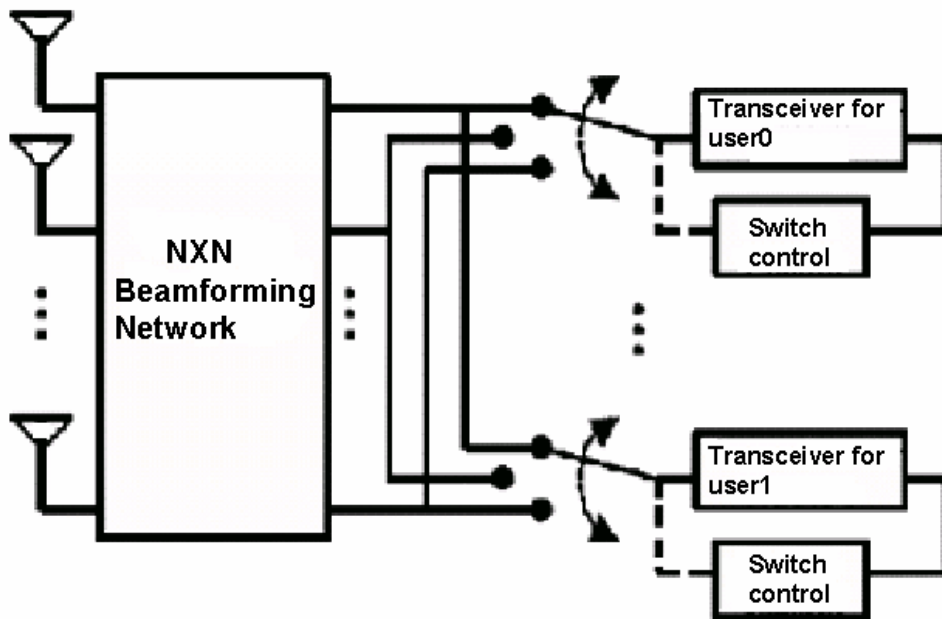 NXN
Beamforming
Network
Transceiver for
user0
Switch
control
Transceiver for
user1
Switch
control